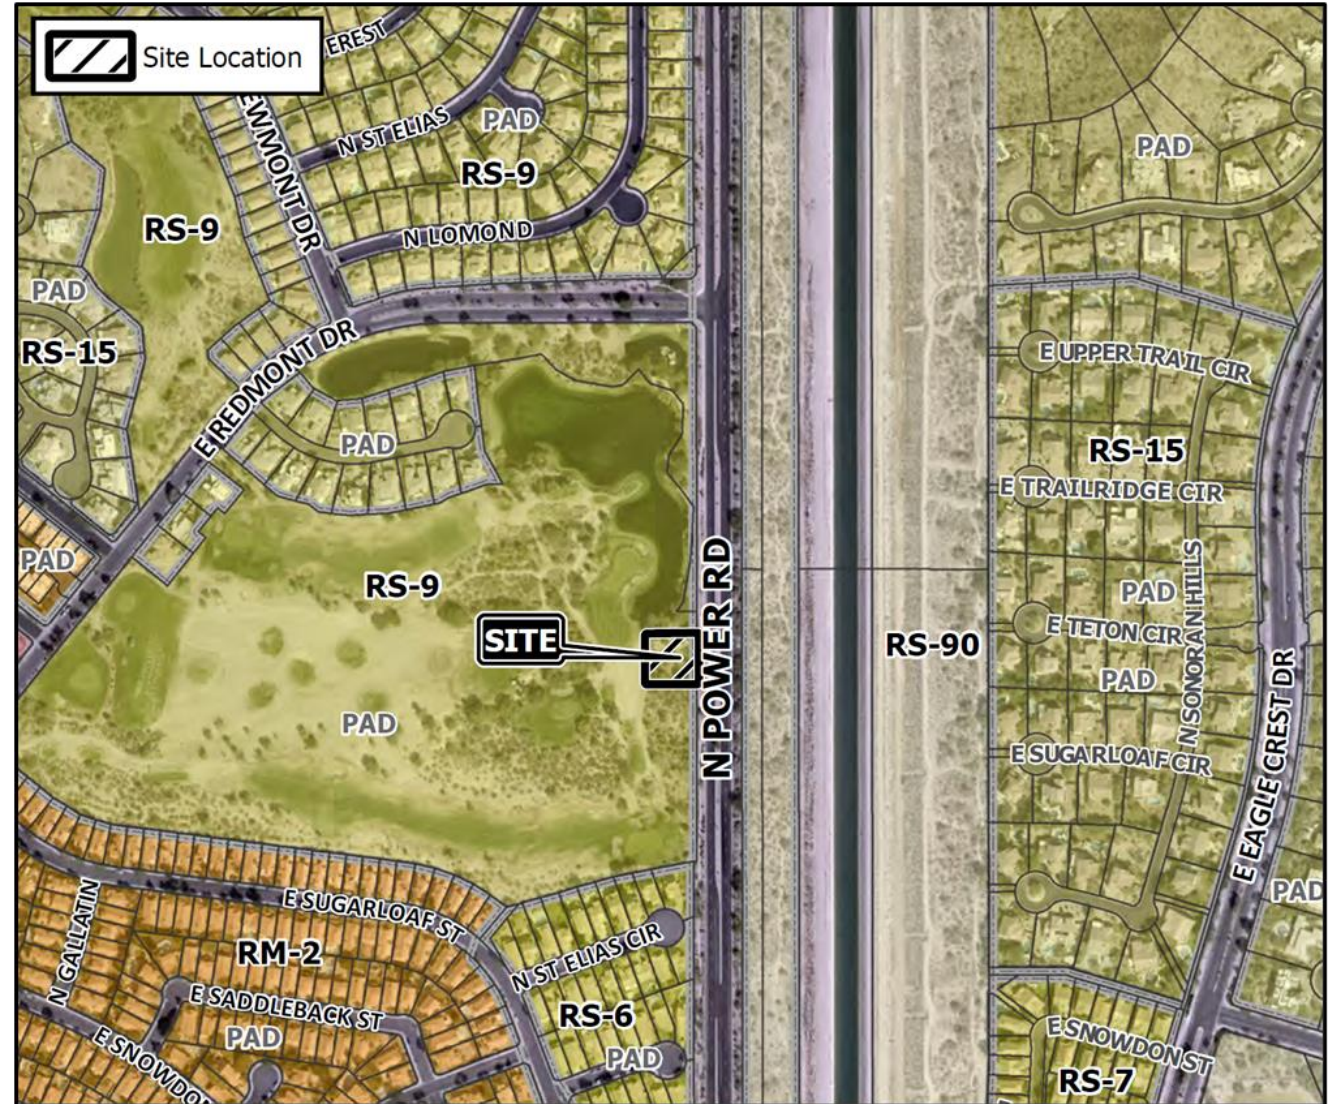 Site Location
EREST
EWMONT DR
N ST ELIAS
PAD
RS-9
RS-9
N LOMOND
PAD
PAD
RS-15
E REDMONT DR
PAD
E UPPER TRAIL CIR
RS-15
E TRAILRIDGE CIR
PAD
RS-9
N POWER RD
SITE
RS-90
N SONORAN HILLS
PAD
E TETON CIR
PAD
PAD
E SUGARLOAF CIR
E EAGLE CREST DR
PAD
N GALLATIN
E SUGARLOAF ST
RM-2
N ST ELIAS CIR
E SADDLEBACK ST
PAD
RS-6
PAD
E SNOWDO
E SNOWDON ST
RS-7